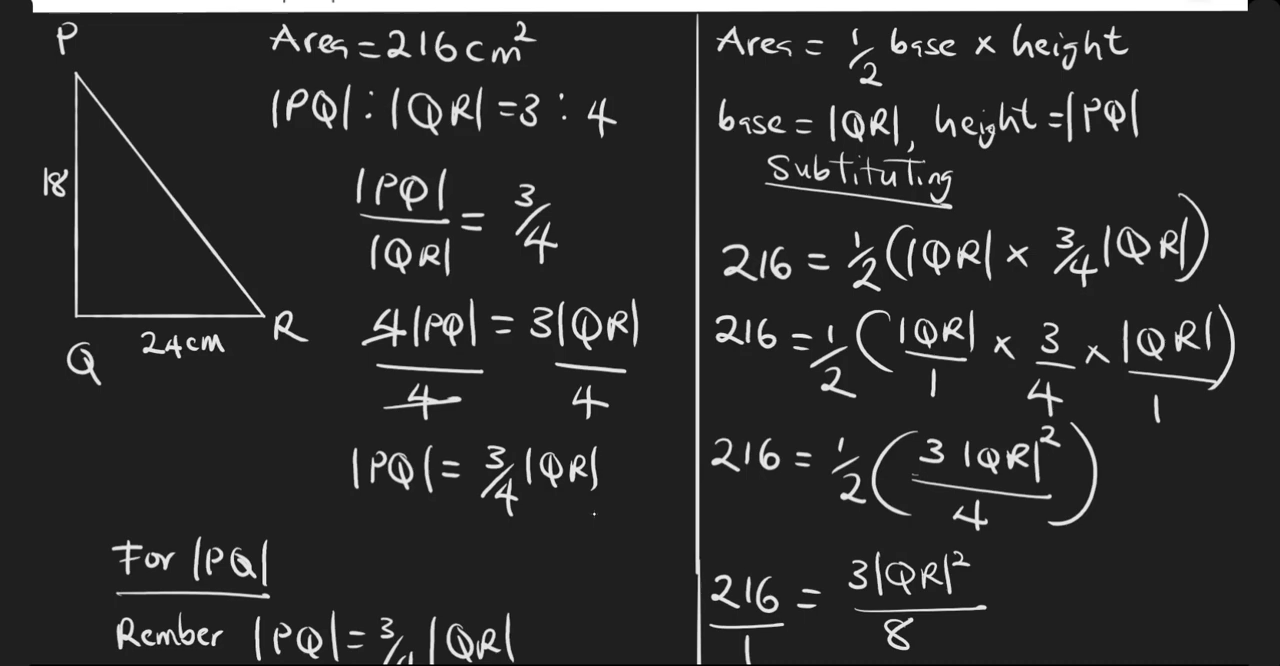 P
18
Q
24cm
R
Area = 216cm²
|PQ| : |QR| = 3 : 4
|PQ|/|QR| = 3/4
4|PQ|/4 = 3|QR|/4
|PQ| = 3/4 |QR|
For |PQ|
Rember |PQ| = 3/4 |QR|
Area = 1/2 base × height
base = |QR|, height = |PQ|
Substituting
216 = 1/2 (|QR| × 3/4 |QR|)
216 = 1/2 (|QR|/1 × 3/4 × |QR|/1)
216 = 1/2 (3|QR|²/4)
216/1 = 3|QR|²/8